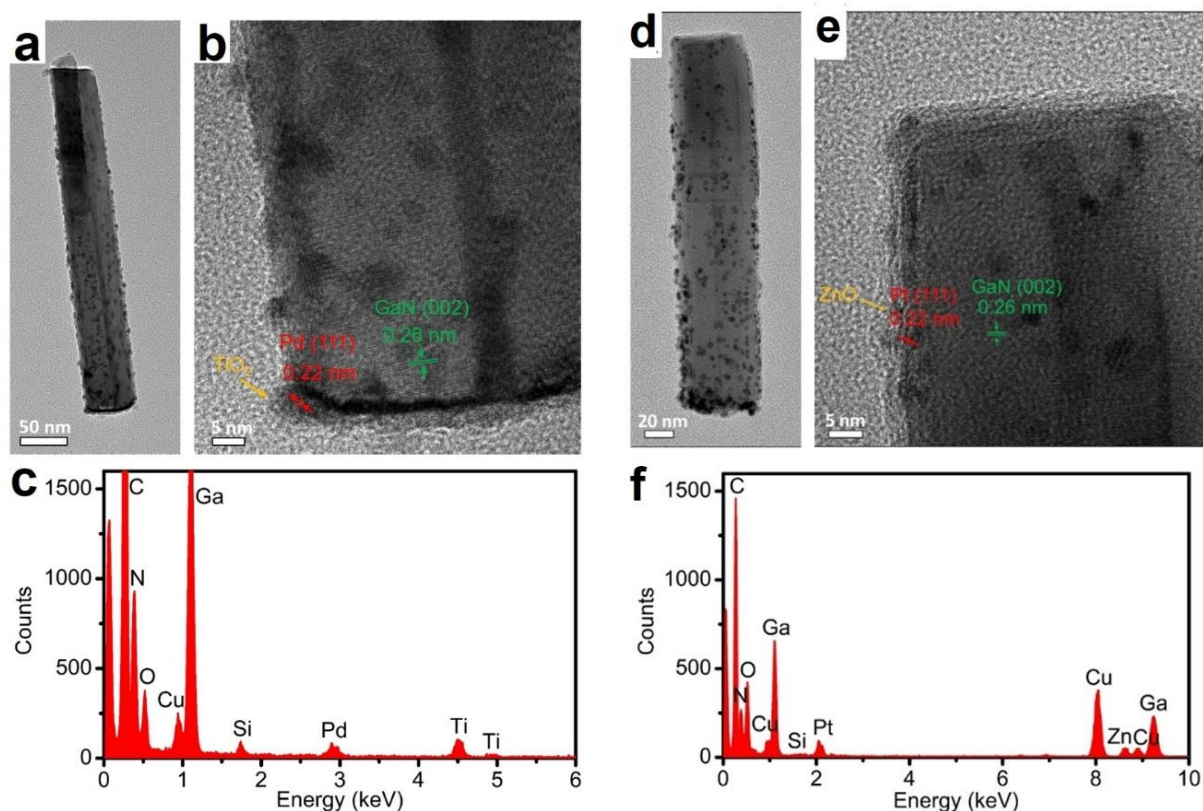 a
50 nm
b
GaN (002)
0.26 nm
Pd (111)
0.22 nm
TiO2
5 nm
d
20 nm
e
ZnO
Pt (111)
0.22 nm
GaN (002)
0.26 nm
5 nm
c
1500
1000
500
0
Counts
C
Ga
N
O
Cu
Si
Pd
Ti
Ti
0 1 2 3 4 5 6
Energy (keV)
f
1500
1000
500
0
Counts
C
Ga
O
N
Cu
Si
Pt
Cu
Zn
Cu
Ga
0 2 4 6 8 10
Energy (keV)